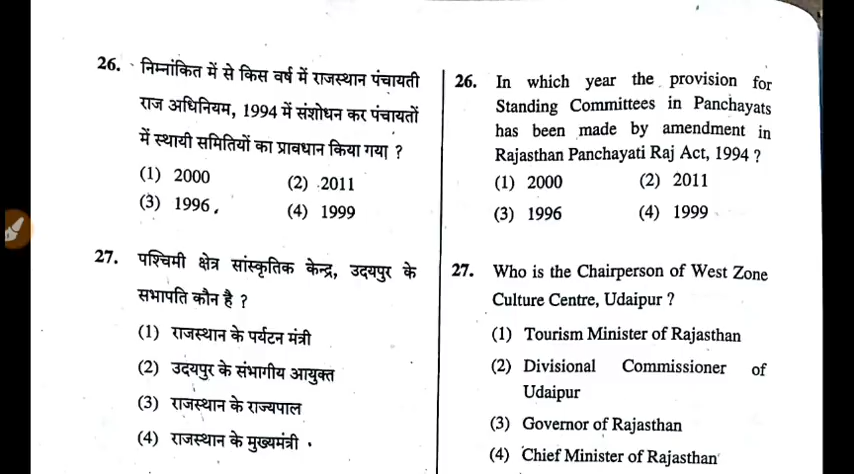 26. निम्नांकित में से किस वर्ष में राजस्थान पंचायती
राज अधिनियम, 1994 में संशोधन कर पंचायतों
में स्थायी समितियों का प्रावधान किया गया ?
(1) 2000 (2) 2011
(3) 1996 (4) 1999
27. पश्चिमी क्षेत्र सांस्कृतिक केन्द्र, उदयपुर के
सभापति कौन है ?
(1) राजस्थान के पर्यटन मंत्री
(2) उदयपुर के संभागीय आयुक्त
(3) राजस्थान के राज्यपाल
(4) राजस्थान के मुख्यमंत्री
26. In which year the provision for
Standing Committees in Panchayats
has been made by amendment in
Rajasthan Panchayati Raj Act, 1994 ?
(1) 2000 (2) 2011
(3) 1996 (4) 1999
27. Who is the Chairperson of West Zone
Culture Centre, Udaipur ?
(1) Tourism Minister of Rajasthan
(2) Divisional Commissioner of
Udaipur
(3) Governor of Rajasthan
(4) Chief Minister of Rajasthan